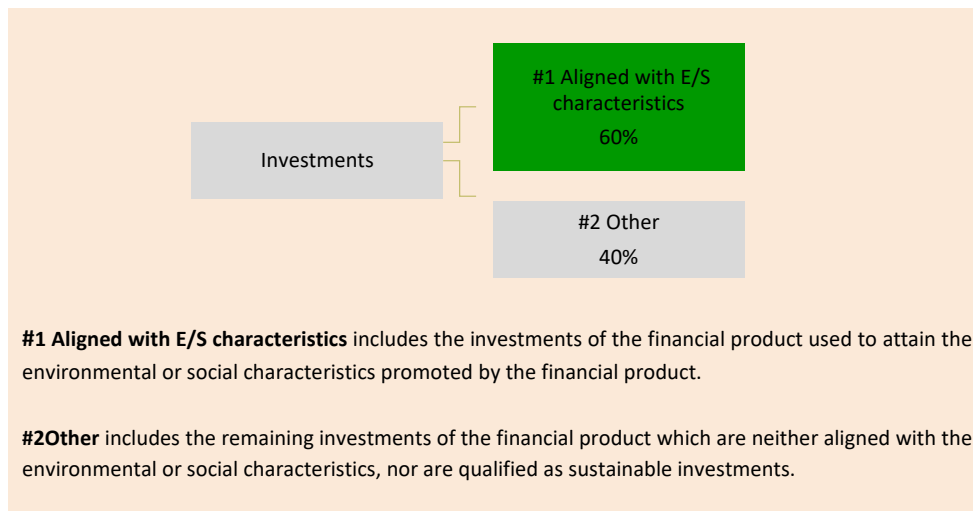 #1 Aligned with E/S
characteristics
60%
Investments
#2 Other
40%
#1 Aligned with E/S characteristics includes the investments of the financial product used to attain the
environmental or social characteristics promoted by the financial product.
#2Other includes the remaining investments of the financial product which are neither aligned with the
environmental or social characteristics, nor are qualified as sustainable investments.